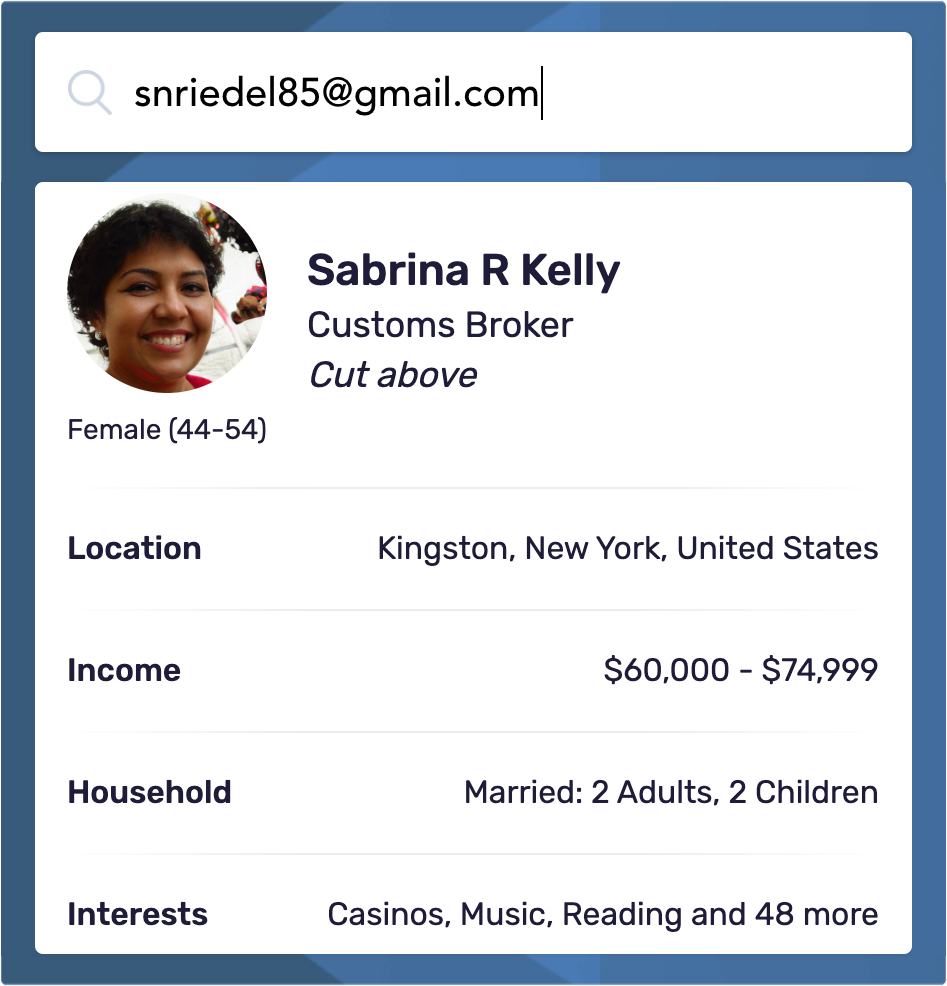 snriedel85@gmail.com
Sabrina R Kelly
Customs Broker
Cut above
Female (44-54)
Location Kingston, New York, United States
Income $60,000 - $74,999
Household Married: 2 Adults, 2 Children
Interests Casinos, Music, Reading and 48 more